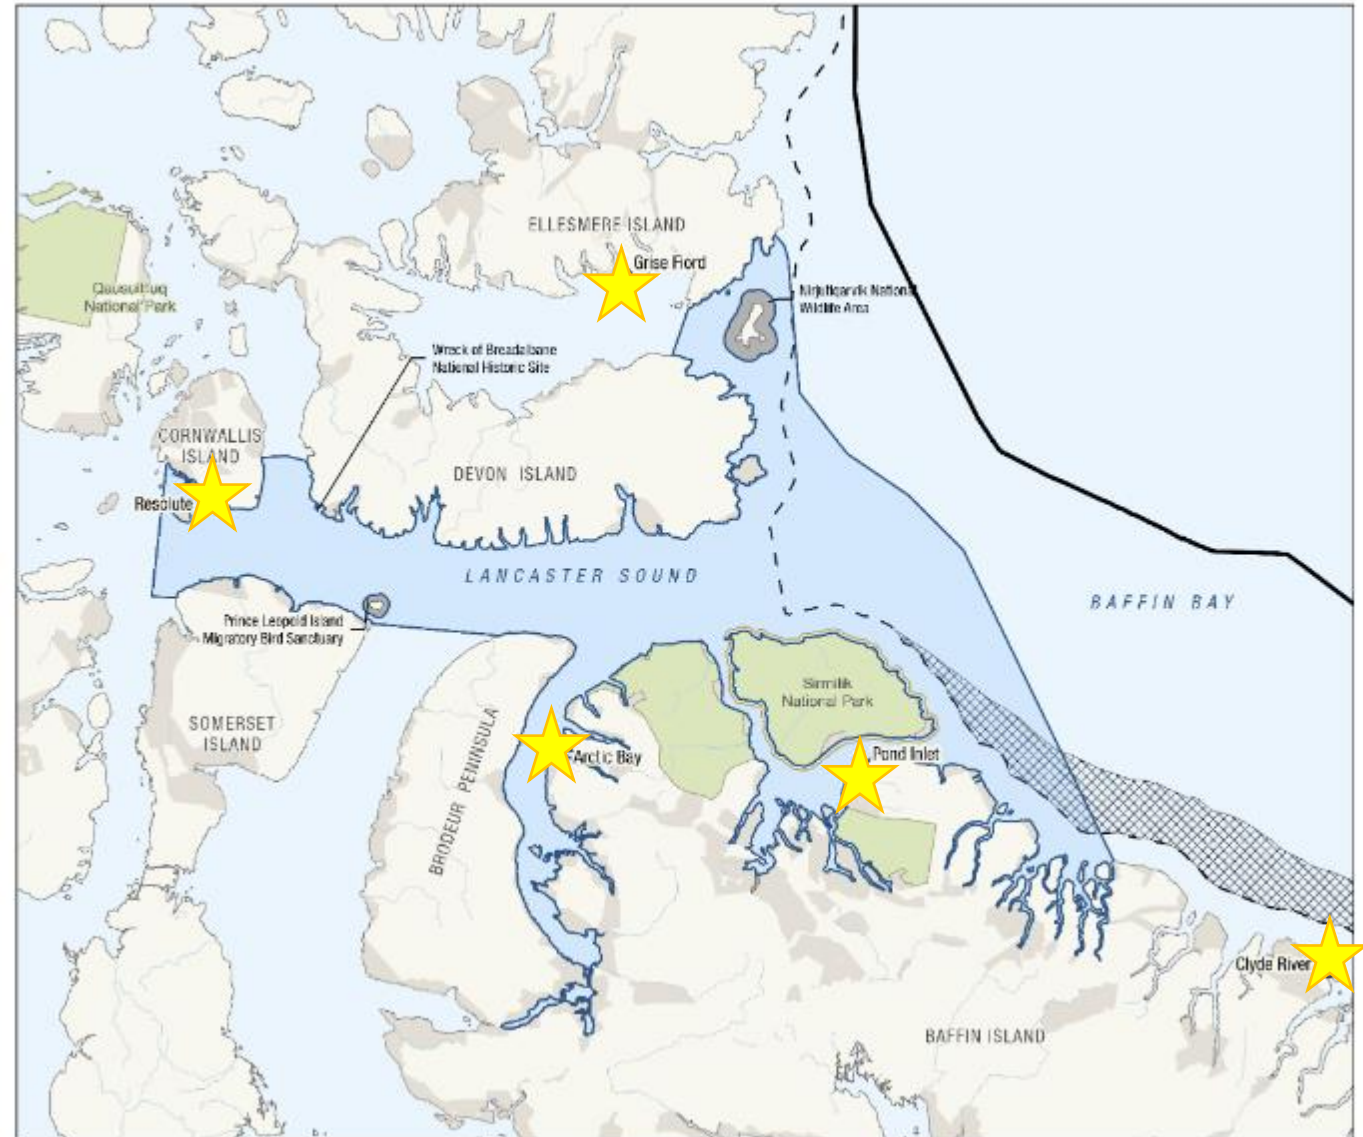 ELLESMERE ISLAND
Grise Fiord
Qausuittuq
National Park
Nirjutiqarvik National
Wildlife Area
Wreck of Breadalbane
National Historic Site
CORNWALLIS
ISLAND
DEVON ISLAND
Resolute
LANCASTER SOUND
BAFFIN BAY
Prince Leopold Island
Migratory Bird Sanctuary
Sirmilik
National Park
SOMERSET
ISLAND
BRODEUR PENINSULA
Arctic Bay
Pond Inlet
Clyde River
BAFFIN ISLAND